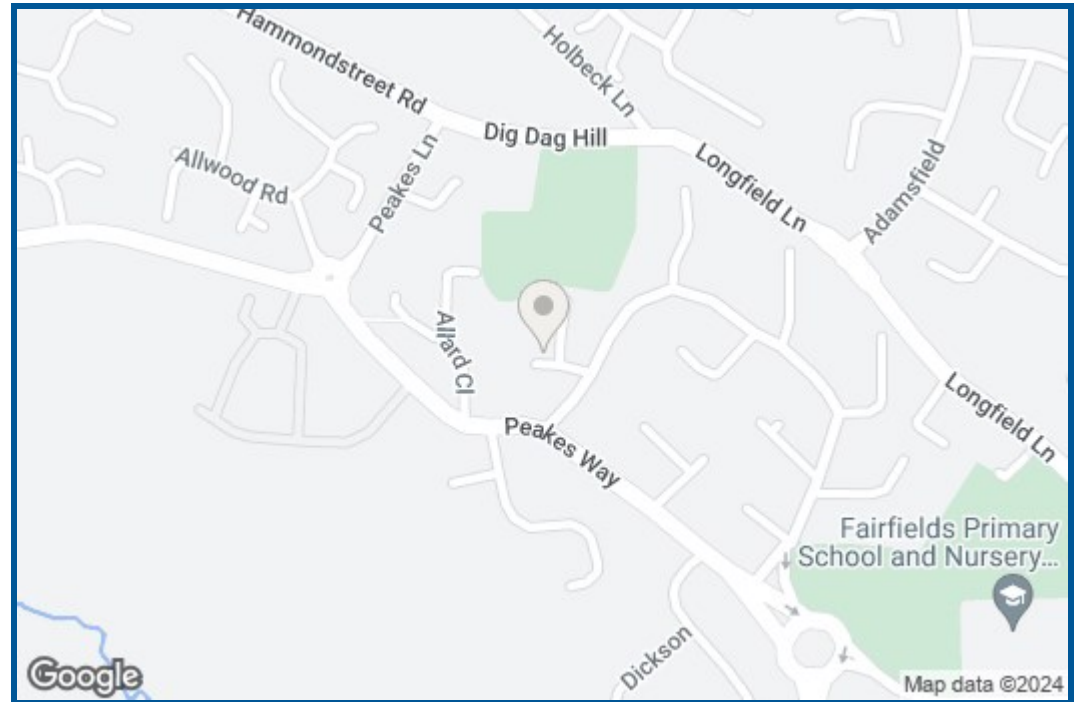 Hammondstreet Rd
Holbeck Ln
Dig Dag Hill
Peakes Ln
Allwood Rd
Longfield Ln
Adamsfield
Allard Cl
Longfield Ln
Peakes Way
Fairfields Primary
School and Nursery...
Dickson
Google
Map data ©2024